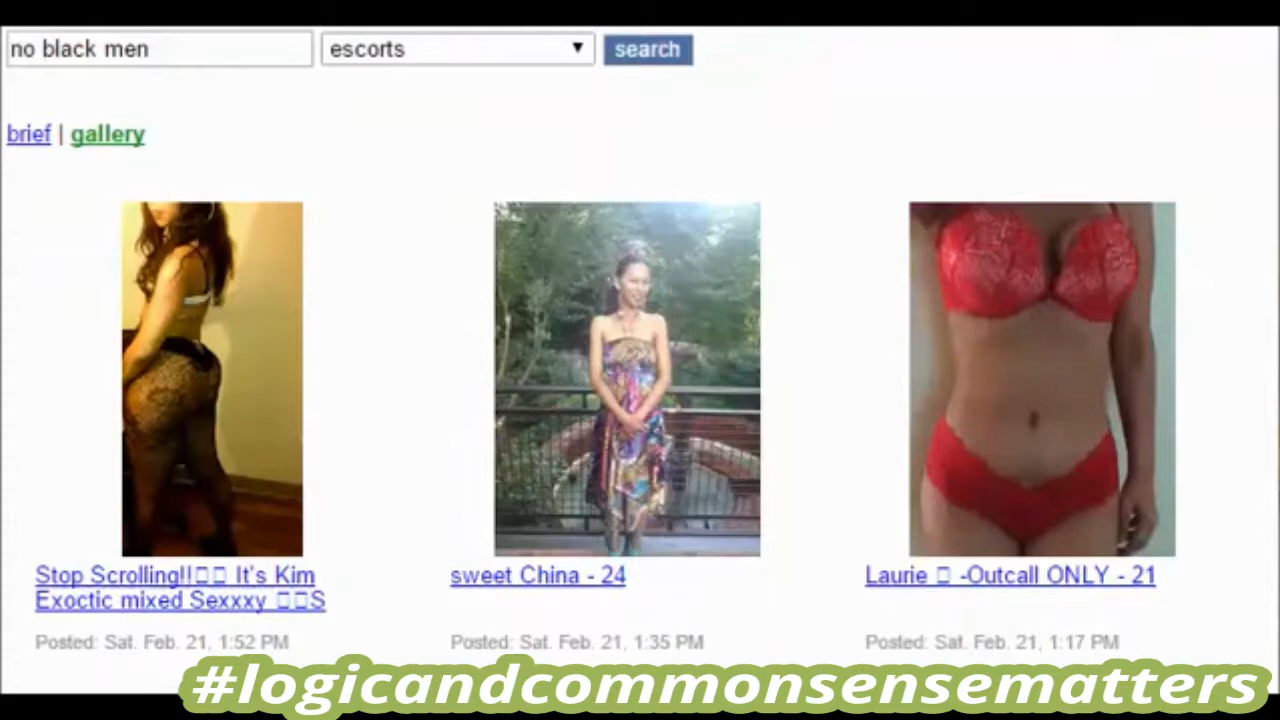 no black men escorts search
brief | gallery
Stop Scrolling!!□□ It's Kim
Exoctic mixed Sexxxy □□S
Posted: Sat. Feb. 21, 1:52 PM
sweet China - 24
Posted: Sat. Feb. 21, 1:35 PM
Laurie □ -Outcall ONLY - 21
Posted: Sat. Feb. 21, 1:17 PM
#logicandcommonsensematters